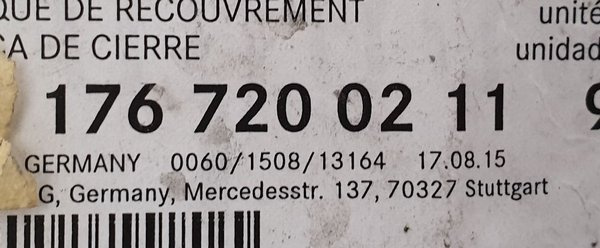 QUE DE RECOUVREMENT unité
CA DE CIERRE unidad
176 720 02 11
GERMANY 0060/1508/13164 17.08.15
G, Germany, Mercedesstr. 137, 70327 Stuttgart